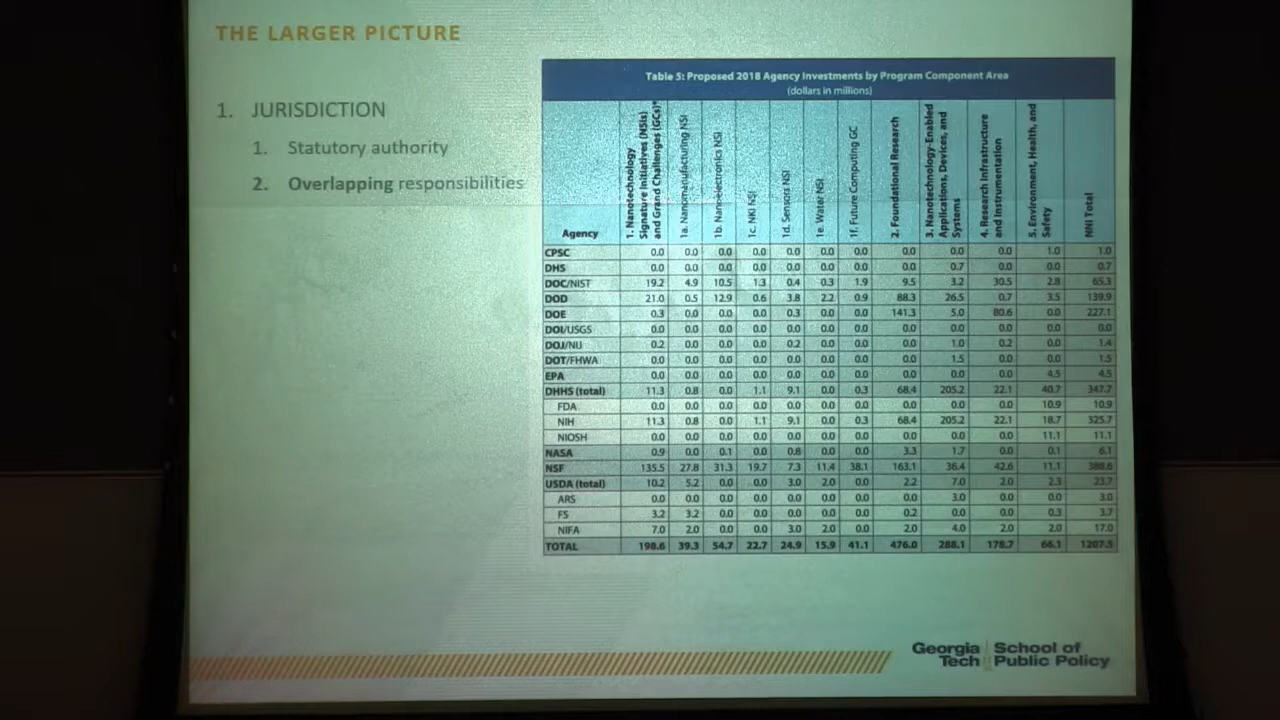 THE LARGER PICTURE
1. JURISDICTION
1. Statutory authority
2. Overlapping responsibilities
Table 5: Proposed 2018 Agency Investments by Program Component Area
(dollars in millions)
Agency
1. Nanotechnology
Signature Initiatives (NSIs)
and Grand Challenges (GCs)*
1a. Nanomanufacturing NSI
1b. Nanoelectronics NSI
1c. NKI NSI
1d. Sensors NSI
1e. Water NSI
1f. Future Computing GC
2. Foundational Research
3. Nanotechnology-Enabled
Applications, Devices, and
Systems
4. Research Infrastructure
and Instrumentation
5. Environment, Health, and
Safety
NNI Total
CPSC 0.0 0.0 0.0 0.0 0.0 0.0 0.0 0.0 0.0 0.0 1.0 1.0
DHS 0.0 0.0 0.0 0.0 0.0 0.0 0.0 0.0 0.7 0.0 0.0 0.7
DOC/NIST 19.2 4.9 10.5 1.3 0.4 0.3 1.9 9.5 3.2 30.5 2.8 65.3
DOD 21.0 0.5 12.9 0.6 3.8 2.2 0.9 88.3 26.5 0.7 3.5 139.9
DOE 0.3 0.0 0.0 0.0 0.3 0.0 0.0 141.3 5.0 80.6 0.0 227.1
DOI/USGS 0.0 0.0 0.0 0.0 0.0 0.0 0.0 0.0 0.0 0.0 0.0 0.0
DOJ/NIJ 0.2 0.0 0.0 0.0 0.2 0.0 0.0 0.0 1.0 0.2 0.0 1.4
DOT/FHWA 0.0 0.0 0.0 0.0 0.0 0.0 0.0 0.0 1.5 0.0 0.0 1.5
EPA 0.0 0.0 0.0 0.0 0.0 0.0 0.0 0.0 0.0 0.0 4.5 4.5
DHHS (total) 11.3 0.8 0.0 1.1 9.1 0.0 0.3 68.4 205.2 22.1 40.7 347.7
FDA 0.0 0.0 0.0 0.0 0.0 0.0 0.0 0.0 0.0 0.0 10.9 10.9
NIH 11.3 0.8 0.0 1.1 9.1 0.0 0.3 68.4 205.2 22.1 18.7 325.7
NIOSH 0.0 0.0 0.0 0.0 0.0 0.0 0.0 0.0 0.0 0.0 11.1 11.1
NASA 0.9 0.0 0.1 0.0 0.8 0.0 0.0 3.3 1.7 0.0 0.1 6.1
NSF 135.5 27.8 31.3 19.7 7.3 11.4 38.1 163.1 36.4 42.6 11.1 388.6
USDA (total) 10.2 5.2 0.0 0.0 3.0 2.0 0.0 2.2 7.0 2.0 2.3 23.7
ARS 0.0 0.0 0.0 0.0 0.0 0.0 0.0 0.0 3.0 0.0 0.0 3.0
FS 3.2 3.2 0.0 0.0 0.0 0.0 0.0 0.2 0.0 0.0 0.3 3.7
NIFA 7.0 2.0 0.0 0.0 3.0 2.0 0.0 2.0 4.0 2.0 2.0 17.0
TOTAL 198.6 39.3 54.7 22.7 24.9 15.9 41.1 476.0 288.1 178.7 66.1 1207.5
Georgia Tech School of
Public Policy